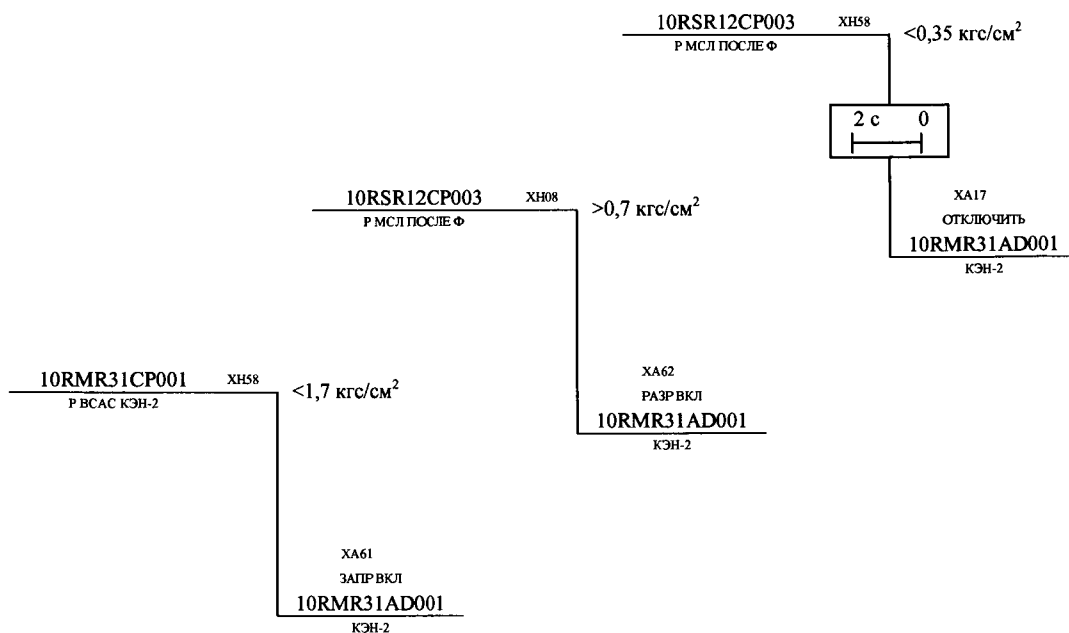 10RSR12CP003 XH58 <0,35 кгс/см²
Р МСЛ ПОСЛЕ Ф
2 с 0
XA17
ОТКЛЮЧИТЬ
10RMR31AD001
КЭН-2
10RSR12CP003 XH08 >0,7 кгс/см²
Р МСЛ ПОСЛЕ Ф
XA62
РАЗР ВКЛ
10RMR31AD001
КЭН-2
10RMR31CP001 XH58 <1,7 кгс/см²
Р ВСАС КЭН-2
XA61
ЗАПР ВКЛ
10RMR31AD001
КЭН-2